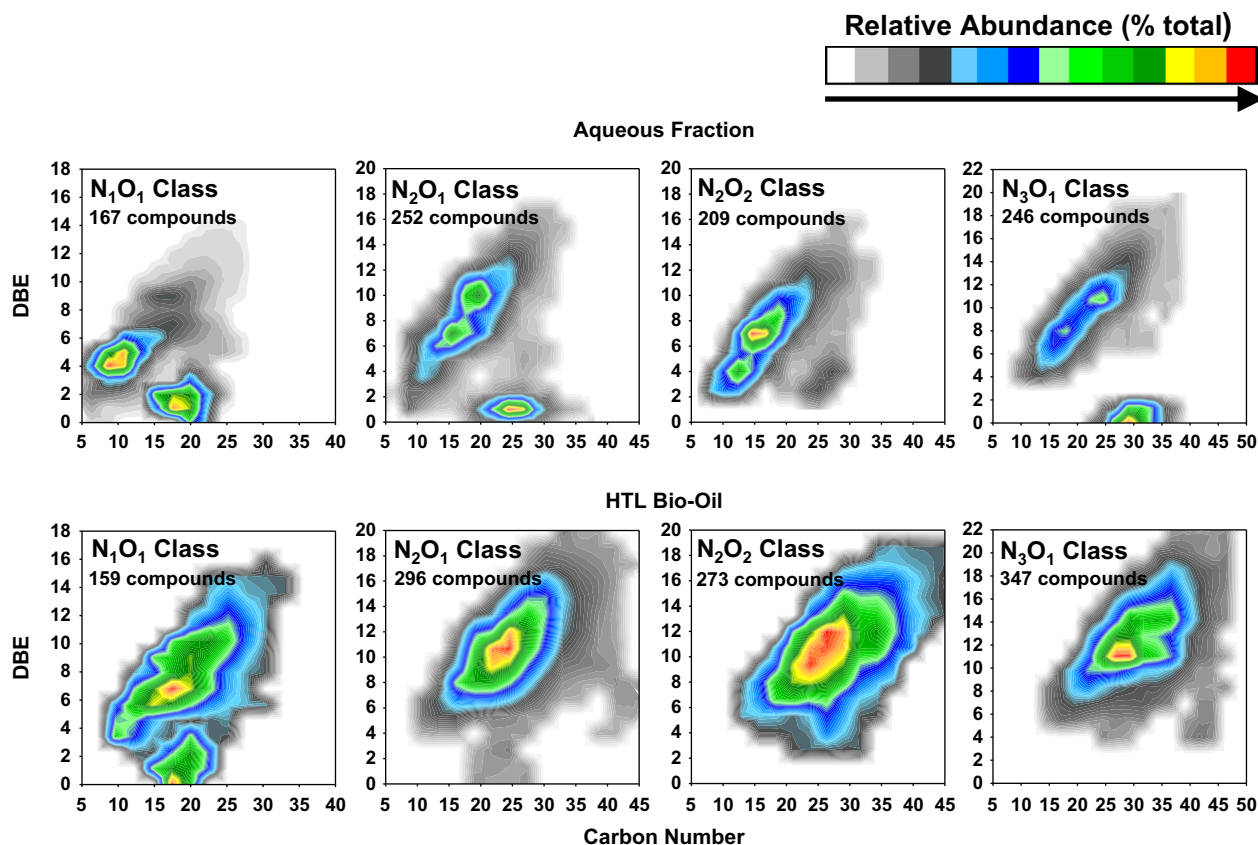 Relative Abundance (% total)
Aqueous Fraction
DBE
18
16
14
12
10
8
6
4
2
0
N₁O₁ Class
167 compounds
5 10 15 20 25 30 35 40
20
18
16
14
12
10
8
6
4
2
0
N₂O₁ Class
252 compounds
5 10 15 20 25 30 35 40 45
20
18
16
14
12
10
8
6
4
2
0
N₂O₂ Class
209 compounds
5 10 15 20 25 30 35 40 45
22
20
18
16
14
12
10
8
6
4
2
0
N₃O₁ Class
246 compounds
5 10 15 20 25 30 35 40 45 50
HTL Bio-Oil
DBE
18
16
14
12
10
8
6
4
2
0
N₁O₁ Class
159 compounds
5 10 15 20 25 30 35 40
20
18
16
14
12
10
8
6
4
2
0
N₂O₁ Class
296 compounds
5 10 15 20 25 30 35 40 45
20
18
16
14
12
10
8
6
4
2
0
N₂O₂ Class
273 compounds
5 10 15 20 25 30 35 40 45
22
20
18
16
14
12
10
8
6
4
2
0
N₃O₁ Class
347 compounds
5 10 15 20 25 30 35 40 45 50
Carbon Number